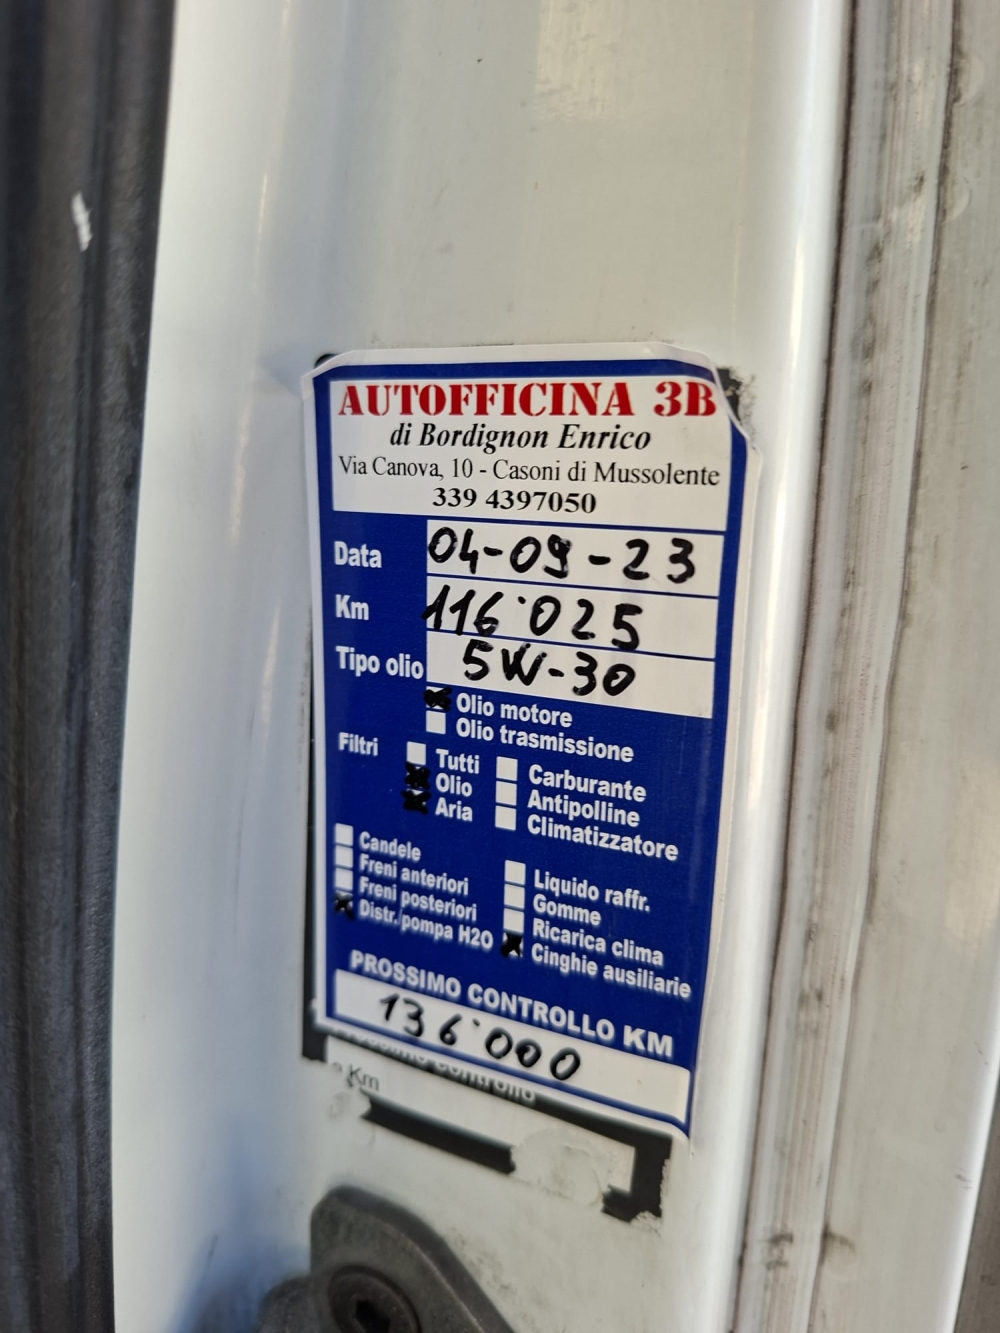 AUTOFFICINA 3B
di Bordignon Enrico
Via Canova, 10 - Casoni di Mussolente
339 4397050
Data 04-09-23
Km 116'025
Tipo olio 5W-30
Olio motore
Olio trasmissione
Filtri
Tutti
Olio
Aria
Carburante
Antipolline
Climatizzatore
Candele
Freni anteriori
Freni posteriori
Distr./pompa H2O
Liquido raffr.
Gomme
Ricarica clima
Cinghie ausiliarie
PROSSIMO CONTROLLO KM
136'000
controllo
Km